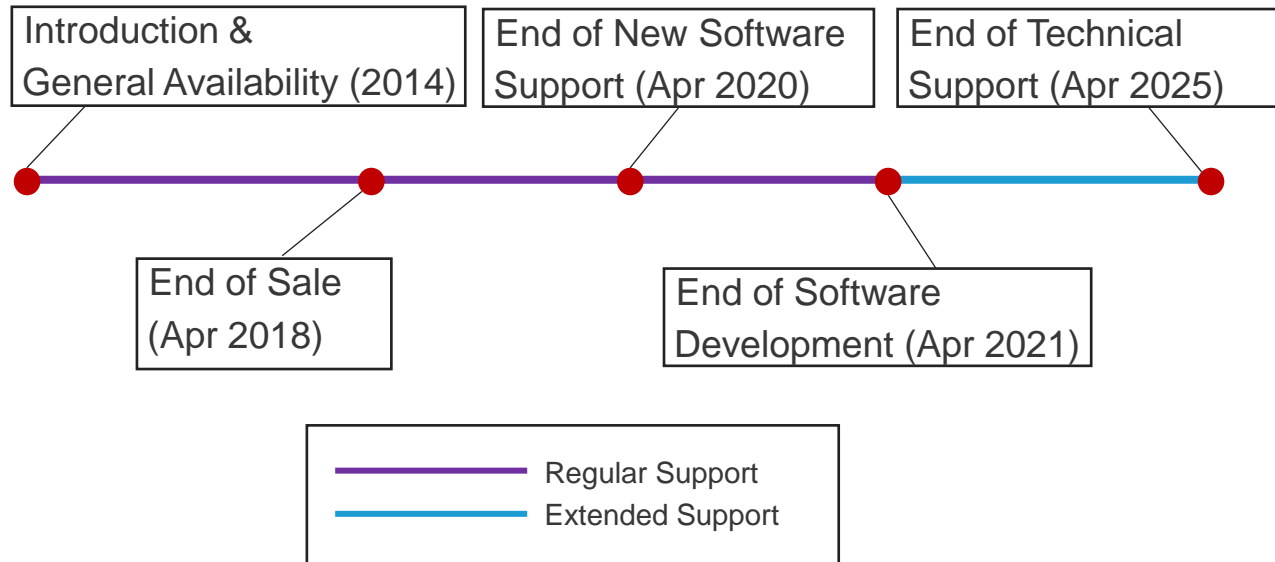 Introduction &
General Availability (2014)
End of New Software
Support (Apr 2020)
End of Technical
Support (Apr 2025)
End of Sale
(Apr 2018)
End of Software
Development (Apr 2021)
Regular Support
Extended Support